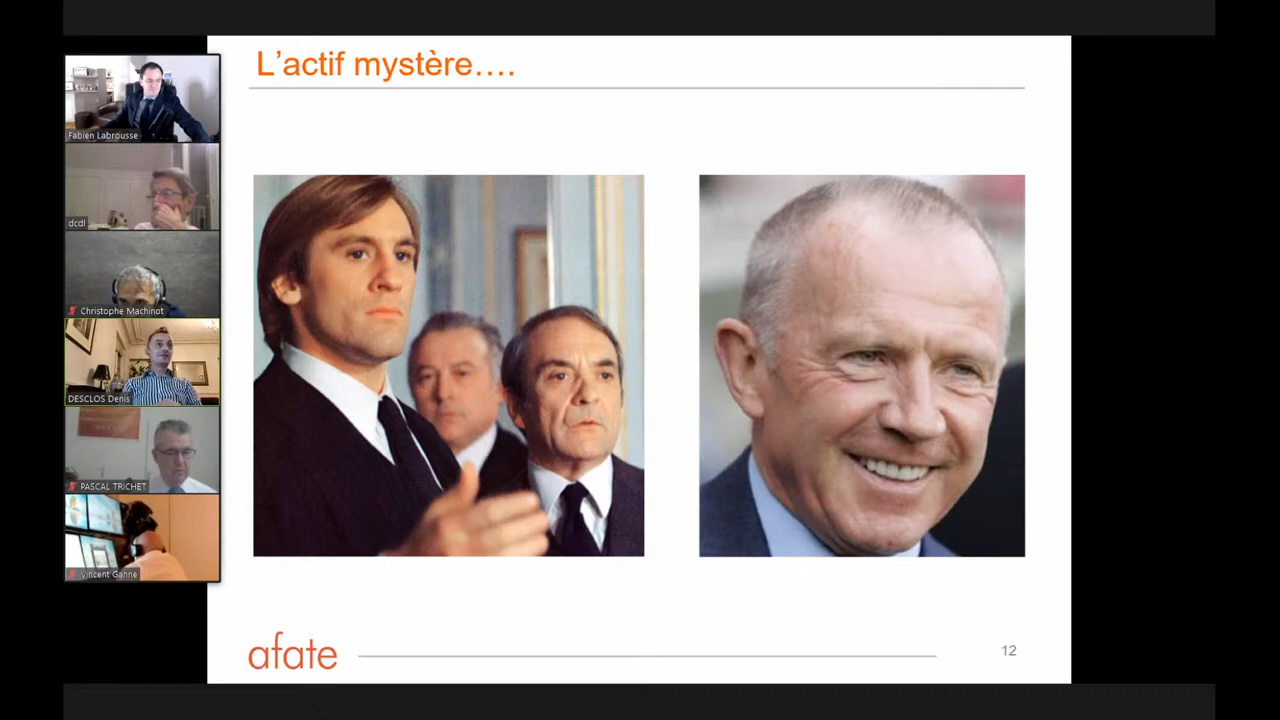 L'actif mystère....
Fabien Labrousse
dcdl
Christophe Machinot
DESCLOS Denis
PASCAL TRICHET
Vincent Ganne
afate
12